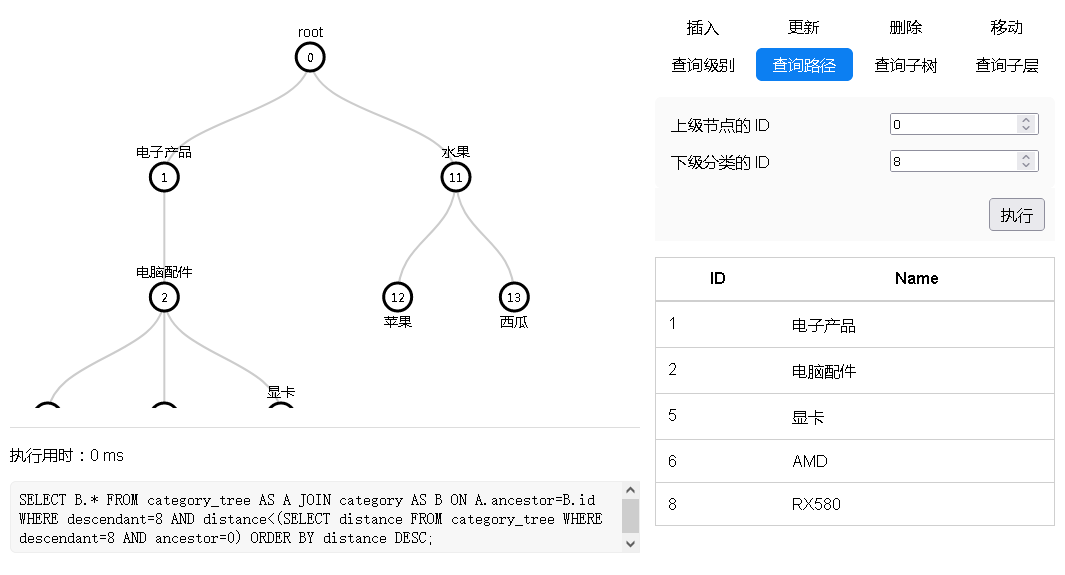 root
0
电子产品
水果
1
11
电脑配件
2
12
13
苹果
西瓜
显卡
执行用时：0 ms
SELECT B.* FROM category_tree AS A JOIN category AS B ON A.ancestor=B.id
WHERE descendant=8 AND distance<(SELECT distance FROM category_tree WHERE
descendant=8 AND ancestor=0) ORDER BY distance DESC;
插入 更新 删除 移动
查询级别 查询路径 查询子树 查询子层
上级节点的 ID 0
下级分类的 ID 8
执行
ID Name
1 电子产品
2 电脑配件
5 显卡
6 AMD
8 RX580